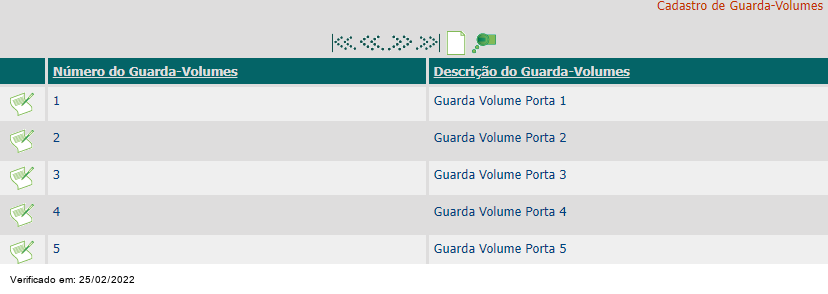 Cadastro de Guarda-Volumes
Número do Guarda-Volumes Descrição do Guarda-Volumes
1 Guarda Volume Porta 1
2 Guarda Volume Porta 2
3 Guarda Volume Porta 3
4 Guarda Volume Porta 4
5 Guarda Volume Porta 5
Verificado em: 25/02/2022